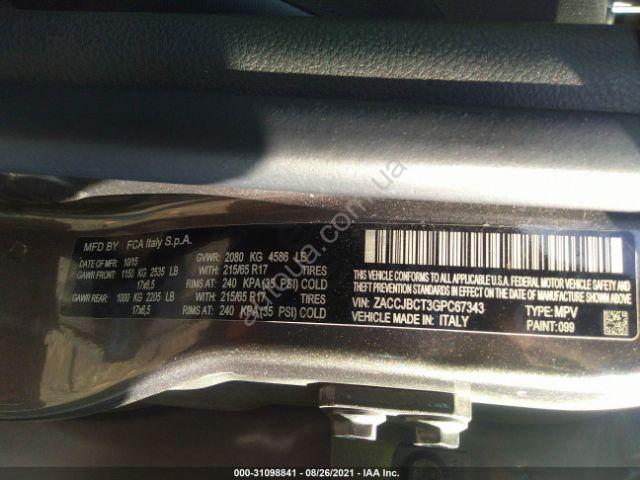 MFD BY FCA Italy S.p.A.
DATE OF MFR: 10/15 GVWR: 2080 KG 4586 LB
GAWR FRONT: 1150 KG 2535 LB WITH: 215/65 R17 TIRES
17x6,5 RIMS AT: 240 KPA (35 PSI) COLD
GAWR REAR: 1000 KG 2205 LB WITH: 215/65 R17 TIRES
17x6,5 RIMS AT: 240 KPA (35 PSI) COLD
THIS VEHICLE CONFORMS TO ALL APPLICABLE U.S.A. FEDERAL MOTOR VEHICLE SAFETY AND
THEFT PREVENTION STANDARDS IN EFFECT ON THE DATE OF MANUFACTURE SHOWN ABOVE
VIN: ZACCJBCT3GPC67343 TYPE: MPV
VEHICLE MADE IN: ITALY PAINT: 099
000-31098841 / 08/26/2021 / IAA Inc.